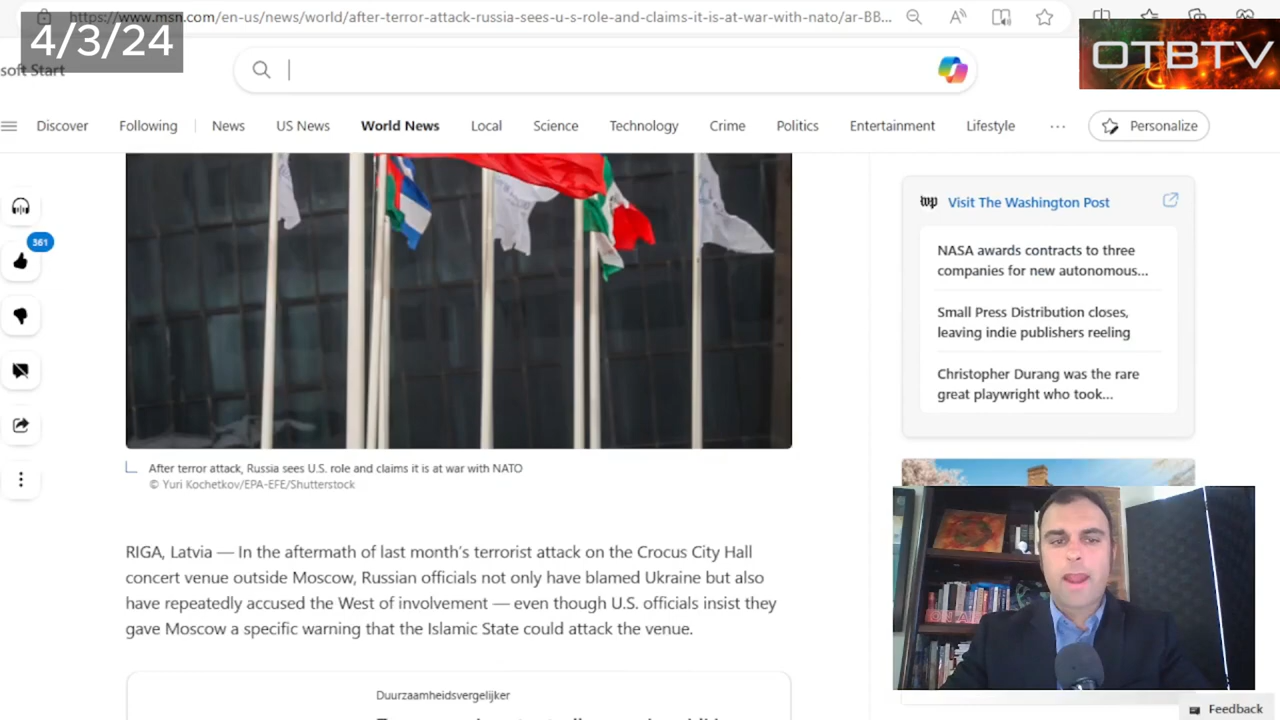 https://www.msn.com/en-us/news/world/after-terror-attack-russia-sees-u-s-role-and-claims-it-is-at-war-with-nato/ar-BB...
4/3/24
OTBTV
soft Start
Discover Following News US News World News Local Science Technology Crime Politics Entertainment Lifestyle ... Personalize
361
wp Visit The Washington Post
NASA awards contracts to three
companies for new autonomous...
Small Press Distribution closes,
leaving indie publishers reeling
Christopher Durang was the rare
great playwright who took...
After terror attack, Russia sees U.S. role and claims it is at war with NATO
© Yuri Kochetkov/EPA-EFE/Shutterstock
RIGA, Latvia — In the aftermath of last month's terrorist attack on the Crocus City Hall
concert venue outside Moscow, Russian officials not only have blamed Ukraine but also
have repeatedly accused the West of involvement — even though U.S. officials insist they
gave Moscow a specific warning that the Islamic State could attack the venue.
Duurzaamheidsvergelijker
Feedback